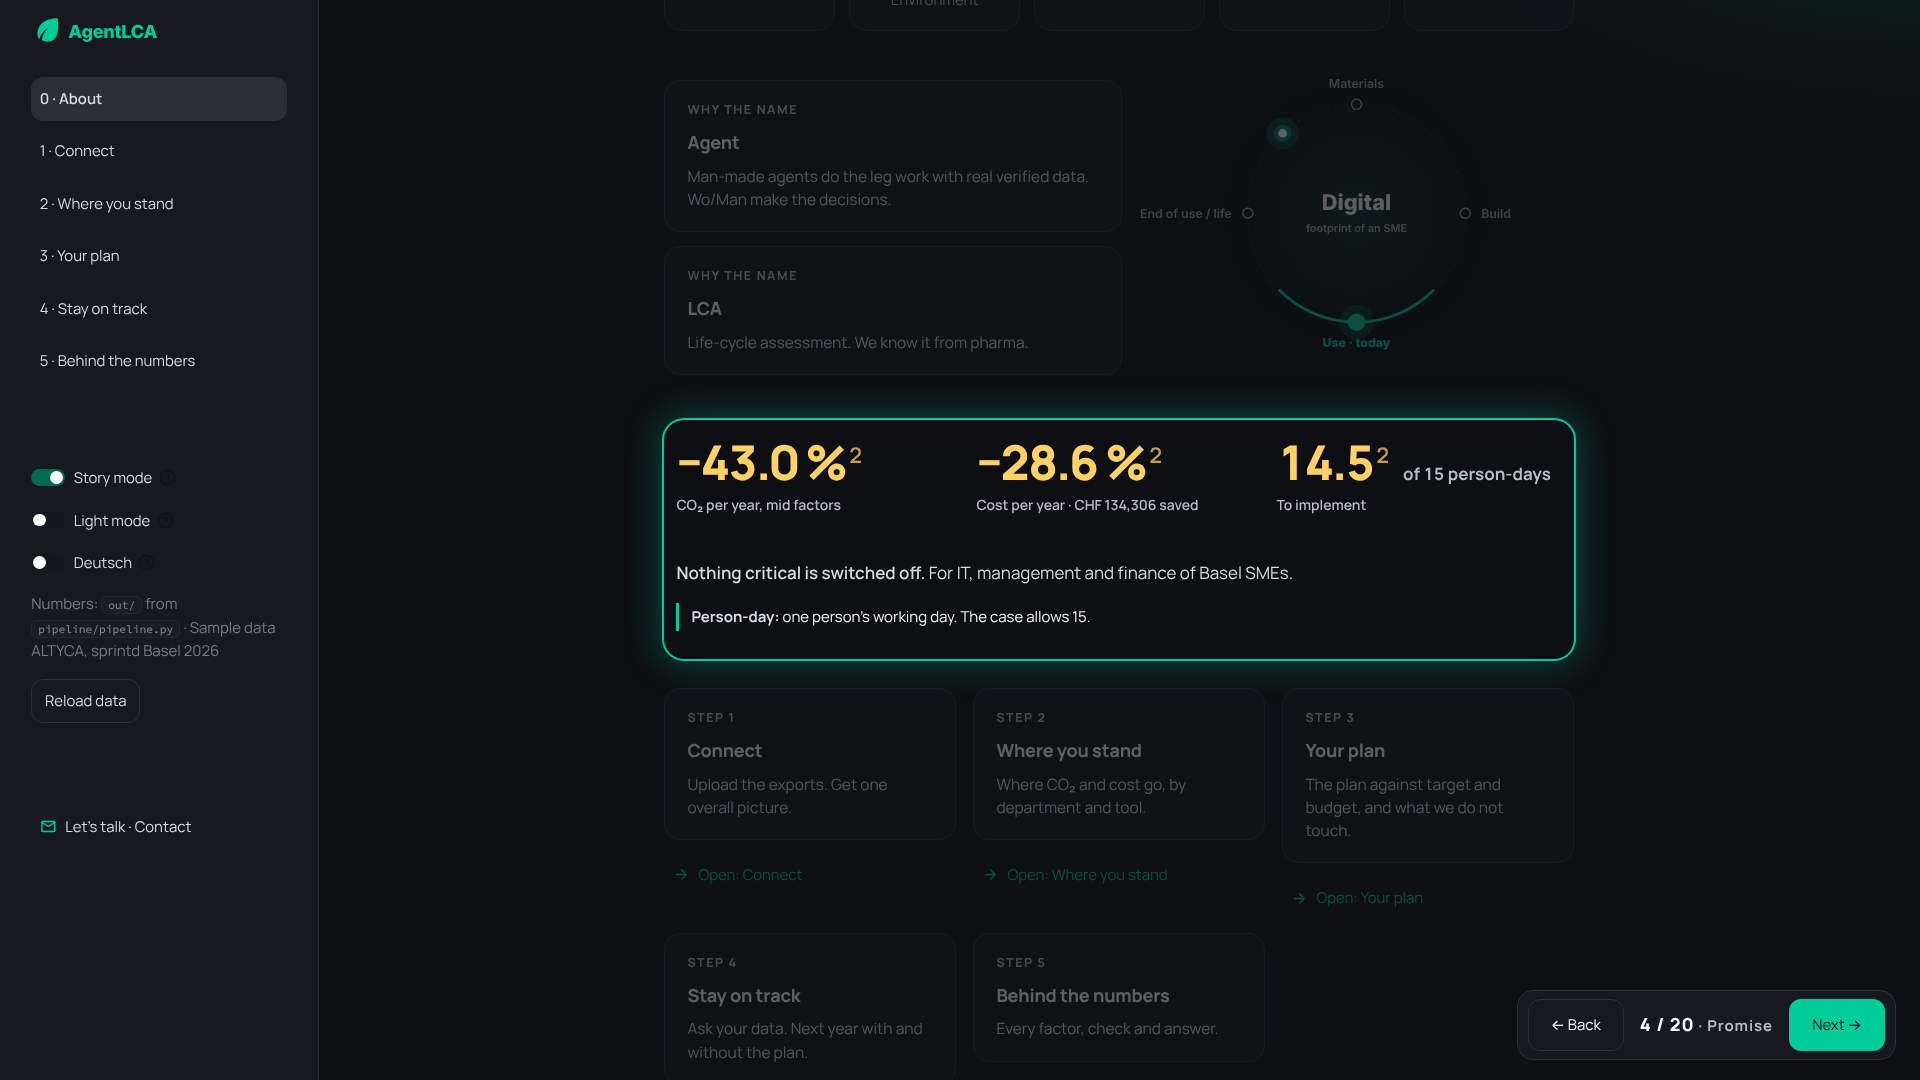 AgentLCA
0 · About
1 · Connect
2 · Where you stand
3 · Your plan
4 · Stay on track
5 · Behind the numbers
Story mode
Light mode
Deutsch
Numbers: out/ from
pipeline/pipeline.py · Sample data
ALTYCA, sprintd Basel 2026
Reload data
Let's talk · Contact
Environment
WHY THE NAME
Agent
Man-made agents do the leg work with real verified data.
Wo/Man make the decisions.
WHY THE NAME
LCA
Life-cycle assessment. We know it from pharma.
Materials
End of use / life
Digital
footprint of an SME
Build
Use · today
−43.0 %²
CO₂ per year, mid factors
−28.6 %²
Cost per year · CHF 134,306 saved
14.5² of 15 person-days
To implement
Nothing critical is switched off. For IT, management and finance of Basel SMEs.
Person-day: one person's working day. The case allows 15.
STEP 1
Connect
Upload the exports. Get one
overall picture.
→ Open: Connect
STEP 2
Where you stand
Where CO₂ and cost go, by
department and tool.
→ Open: Where you stand
STEP 3
Your plan
The plan against target and
budget, and what we do not
touch.
→ Open: Your plan
STEP 4
Stay on track
Ask your data. Next year with and
without the plan.
STEP 5
Behind the numbers
Every factor, check and answer.
← Back
4 / 20 · Promise
Next →